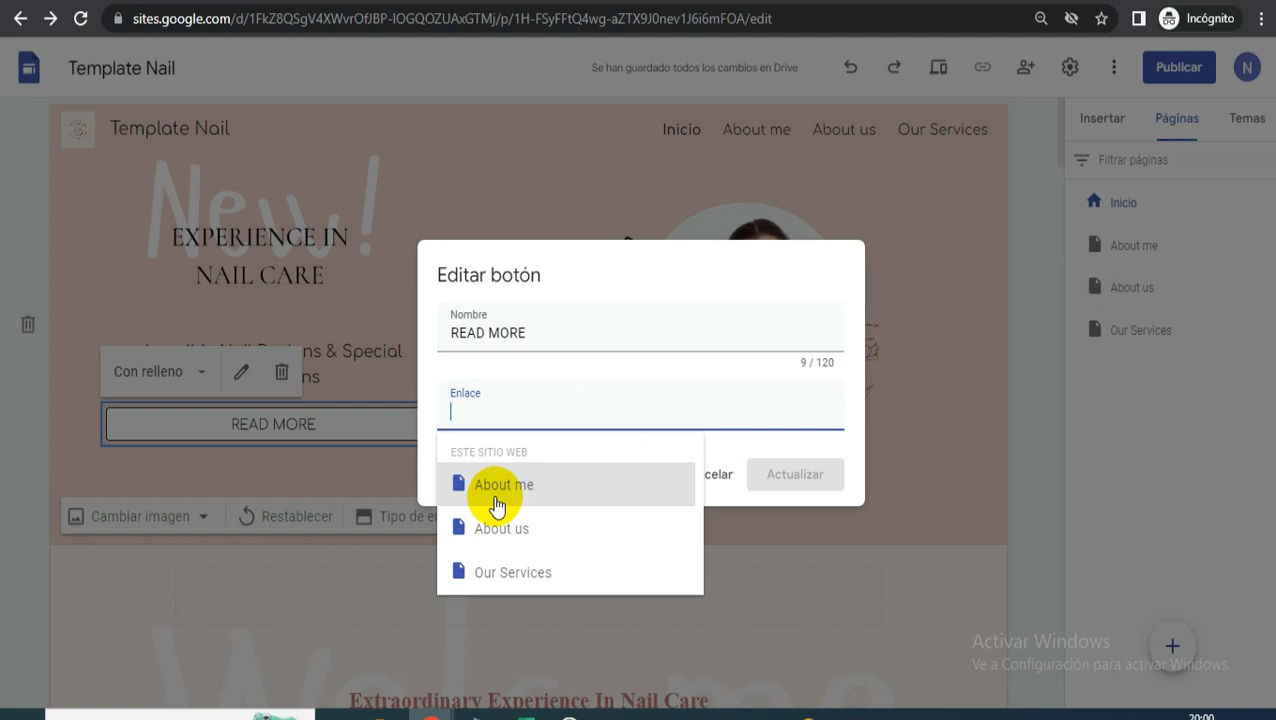 sites.google.com/d/1FkZ8QSgV4XWvrOfJBP-IOGQOZUAxGTMj/p/1H-FSyFFtQ4wg-aZTX9J0nev1J6i6mFOA/edit
Incógnito
Template Nail
Se han guardado todos los cambios en Drive
Publicar
N
Template Nail
Inicio
About me
About us
Our Services
Insertar
Páginas
Temas
Filtrar páginas
Inicio
About me
About us
Our Services
New!
EXPERIENCE IN
NAIL CARE
Nail Designs & Special
Con relleno
READ MORE
Cambiar imagen
Restablecer
Tipo de en
Editar botón
Nombre
READ MORE
9 / 120
Enlace
ESTE SITIO WEB
About me
About us
Our Services
celar
Actualizar
Welcome
Extraordinary Experience In Nail Care
Activar Windows
Ve a Configuración para activar Windows.
20:00